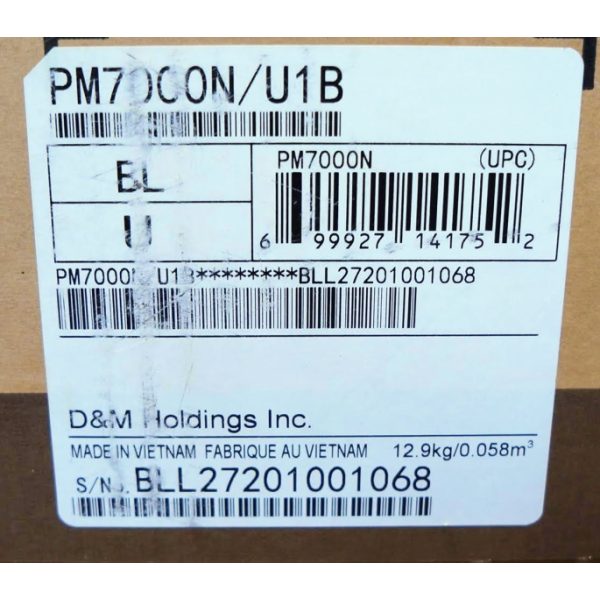 PM7000N/U1B
BL
U
PM7000N (UPC)
6 99927 14175 2
PM7000N/U1B********BLL27201001068
D&M Holdings Inc.
MADE IN VIETNAM FABRIQUE AU VIETNAM 12.9kg/0.058m³
S/No. BLL27201001068